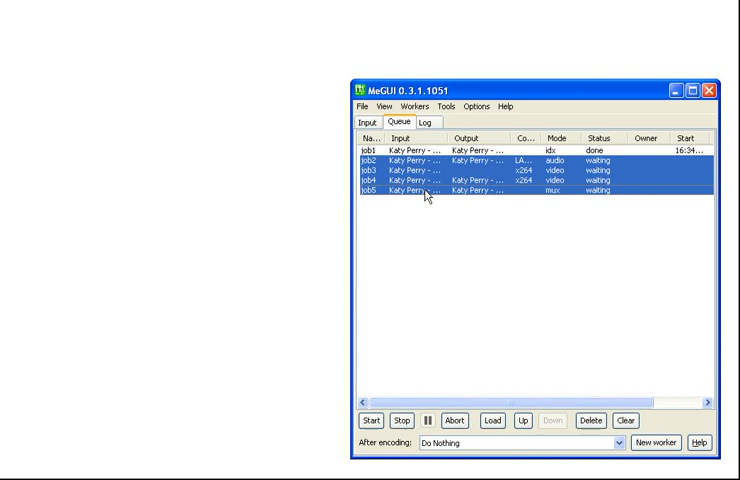 MeGUI 0.3.1.1051
File View Workers Tools Options Help
Input Queue Log
Na... Input Output Co... Mode Status Owner Start
job1 Katy Perry - ... Katy Perry - ... idx done 16:34...
job2 Katy Perry - ... Katy Perry - ... LA... audio waiting
job3 Katy Perry - ... x264 video waiting
job4 Katy Perry - ... Katy Perry - ... x264 video waiting
job5 Katy Perry - ... Katy Perry - ... mux waiting
Start Stop Abort Load Up Down Delete Clear
After encoding: Do Nothing New worker Help